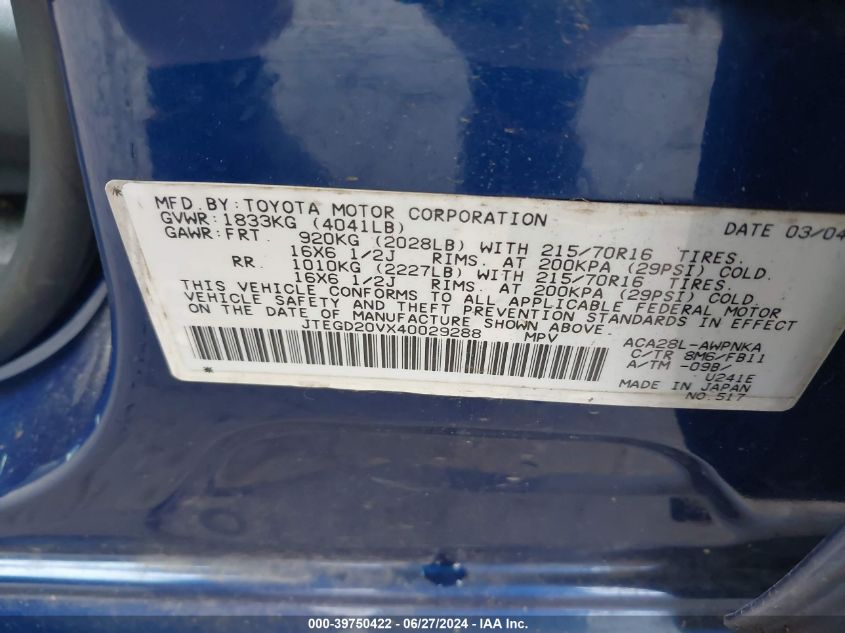 MFD. BY: TOYOTA MOTOR CORPORATION DATE 03/04
GVWR: 1833KG (4041LB)
GAWR: FRT 920KG (2028LB) WITH 215/70R16 TIRES.
16X6 1/2J RIMS. AT 200KPA (29PSI) COLD.
RR 1010KG (2227LB) WITH 215/70R16 TIRES.
16X6 1/2J RIMS. AT 200KPA (29PSI) COLD.
THIS VEHICLE CONFORMS TO ALL APPLICABLE FEDERAL MOTOR
VEHICLE SAFETY AND THEFT PREVENTION STANDARDS IN EFFECT
ON THE DATE OF MANUFACTURE SHOWN ABOVE.
JTEGD20VX40029288 MPV
ACA28L-AWPNKA
C/TR 8M6/FB11
A/TM -09B/
U241E
MADE IN JAPAN
NO.517
000-39750422 - 06/27/2024 - IAA Inc.